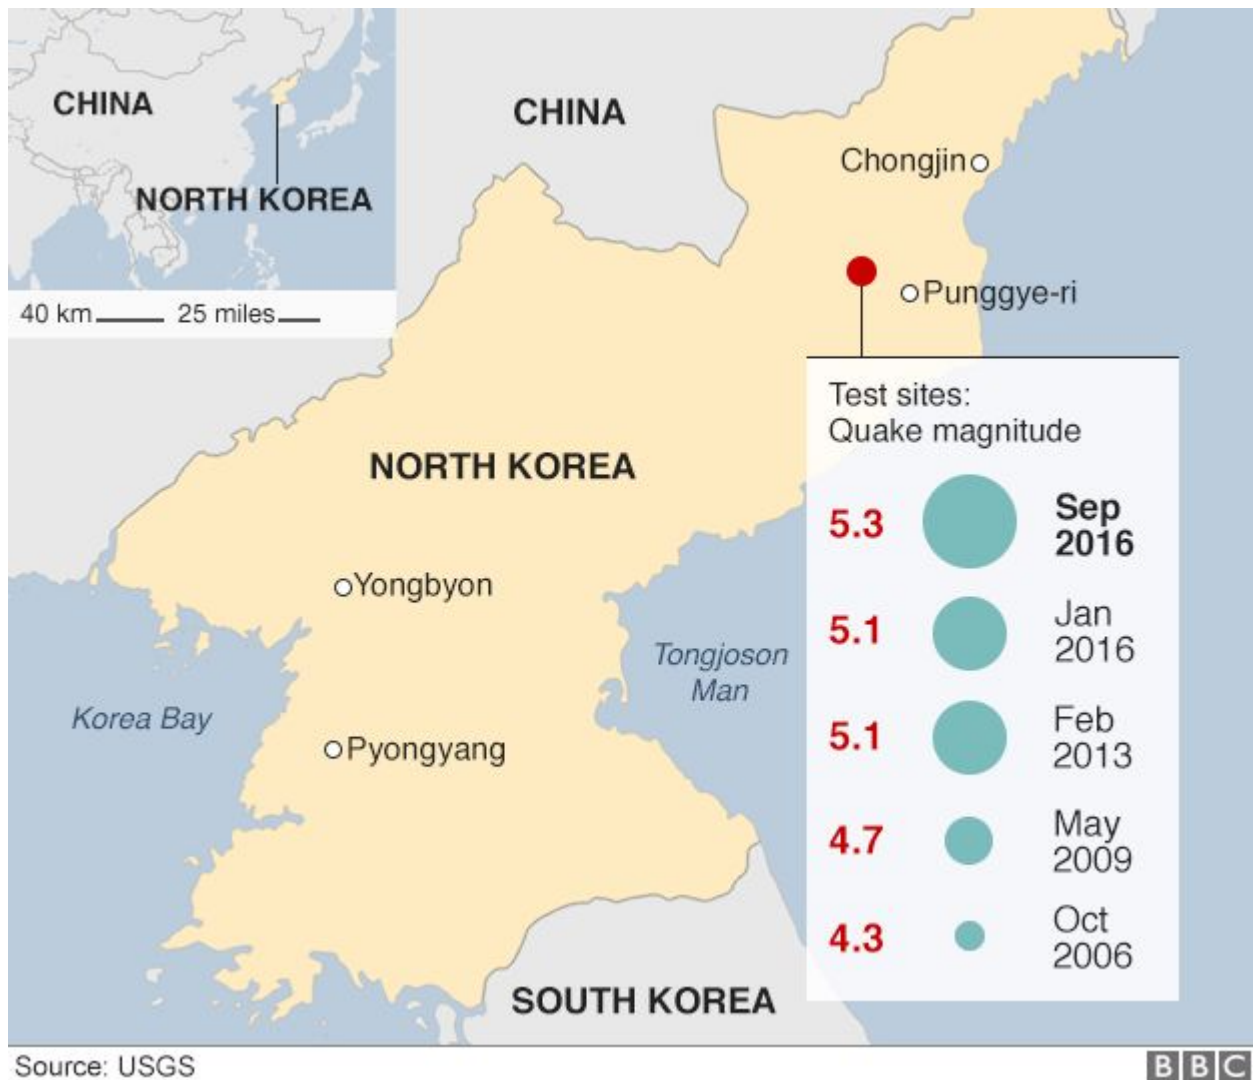 CHINA
NORTH KOREA
40 km
25 miles
CHINA
Chongjin
Punggye-ri
NORTH KOREA
Yongbyon
Korea Bay
Pyongyang
Tongjoson
Man
SOUTH KOREA
Test sites:
Quake magnitude
5.3
Sep
2016
5.1
Jan
2016
5.1
Feb
2013
4.7
May
2009
4.3
Oct
2006
Source: USGS
BBC